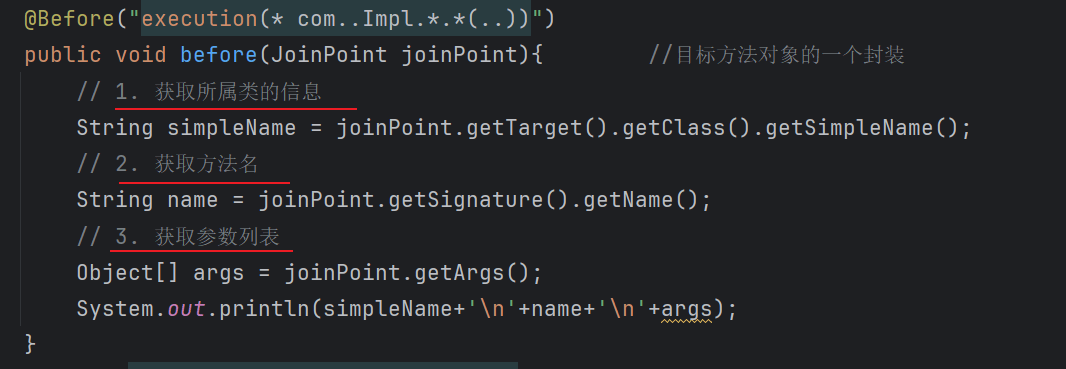 @Before("execution(* com..Impl.*.*(..))")
public void before(JoinPoint joinPoint){ //目标方法对象的一个封装
// 1. 获取所属类的信息
String simpleName = joinPoint.getTarget().getClass().getSimpleName();
// 2. 获取方法名
String name = joinPoint.getSignature().getName();
// 3. 获取参数列表
Object[] args = joinPoint.getArgs();
System.out.println(simpleName+'\n'+name+'\n'+args);
}